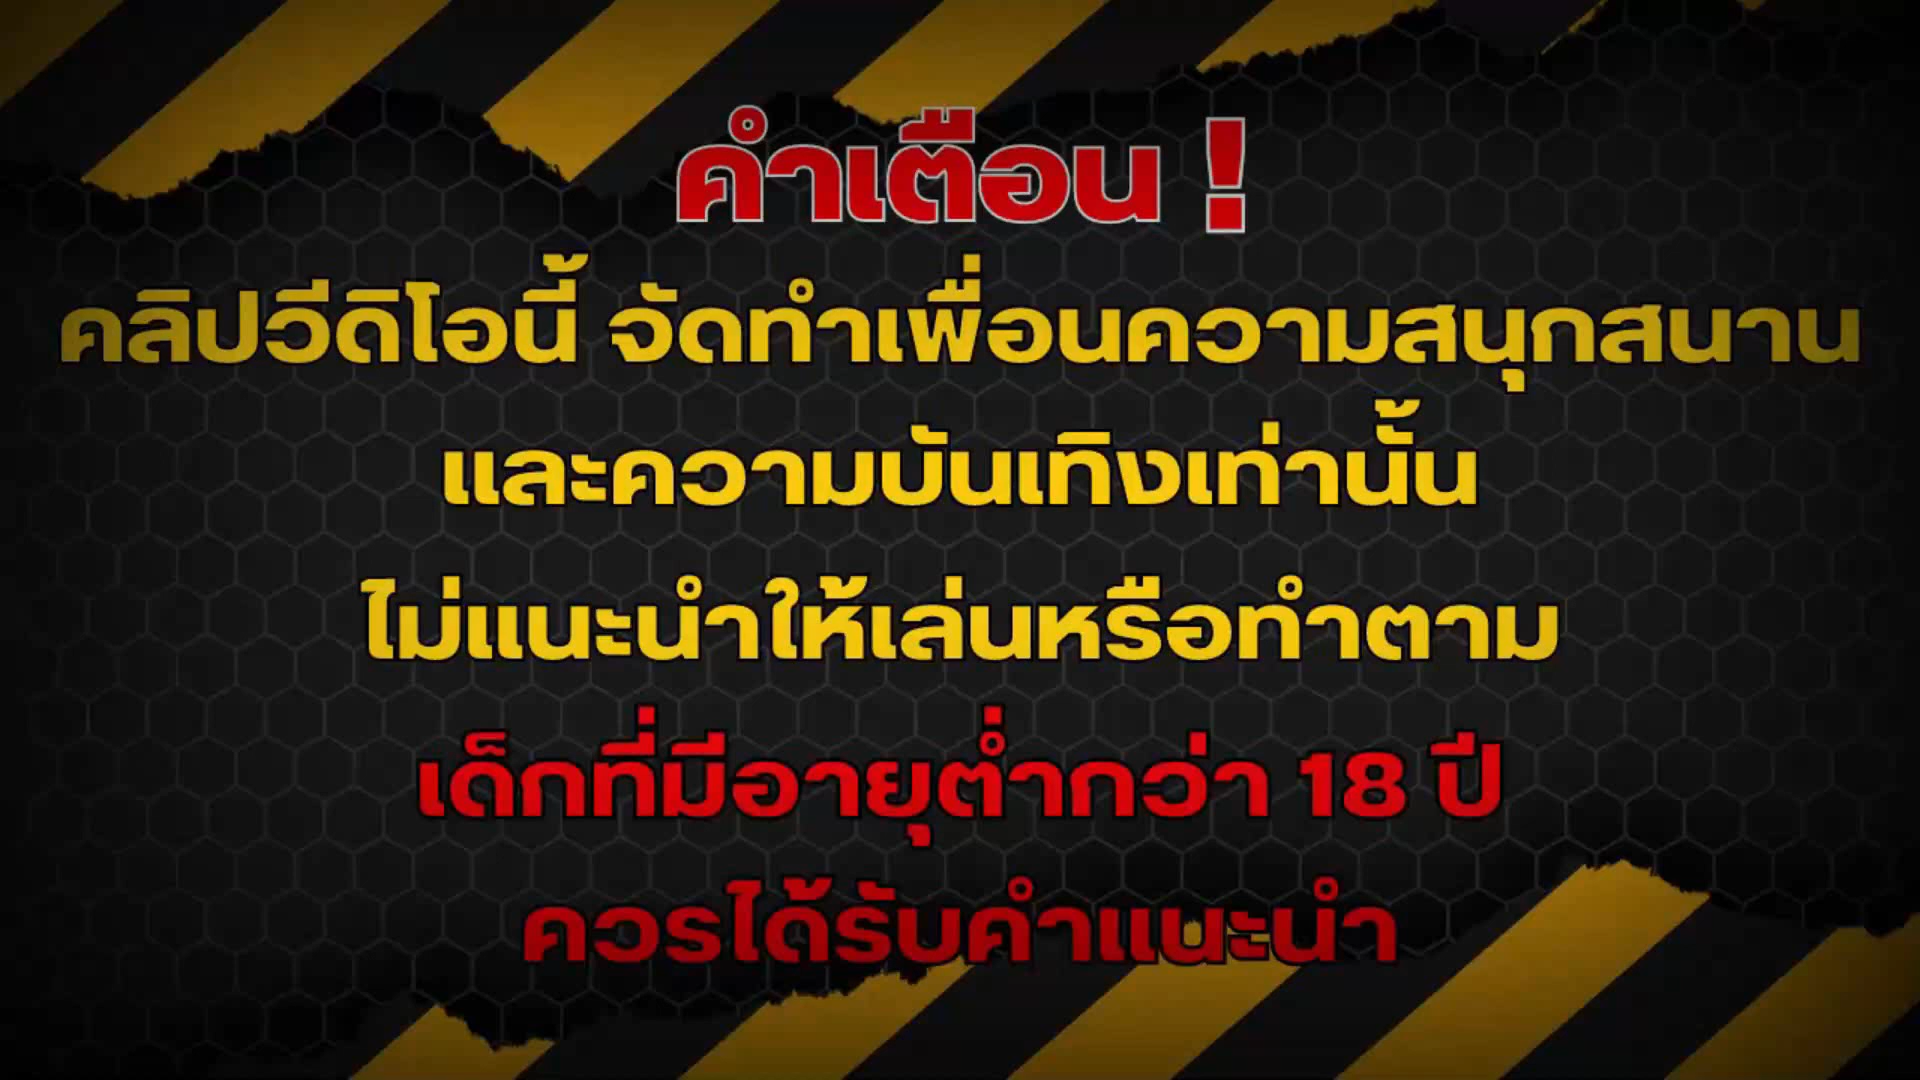 คำเตือน !
คลิปวีดิโอนี้ จัดทำเพื่อนความสนุกสนาน
และความบันเทิงเท่านั้น
ไม่แนะนำให้เล่นหรือทำตาม
เด็กที่มีอายุต่ำกว่า 18 ปี
ควรได้รับคำแนะนำ